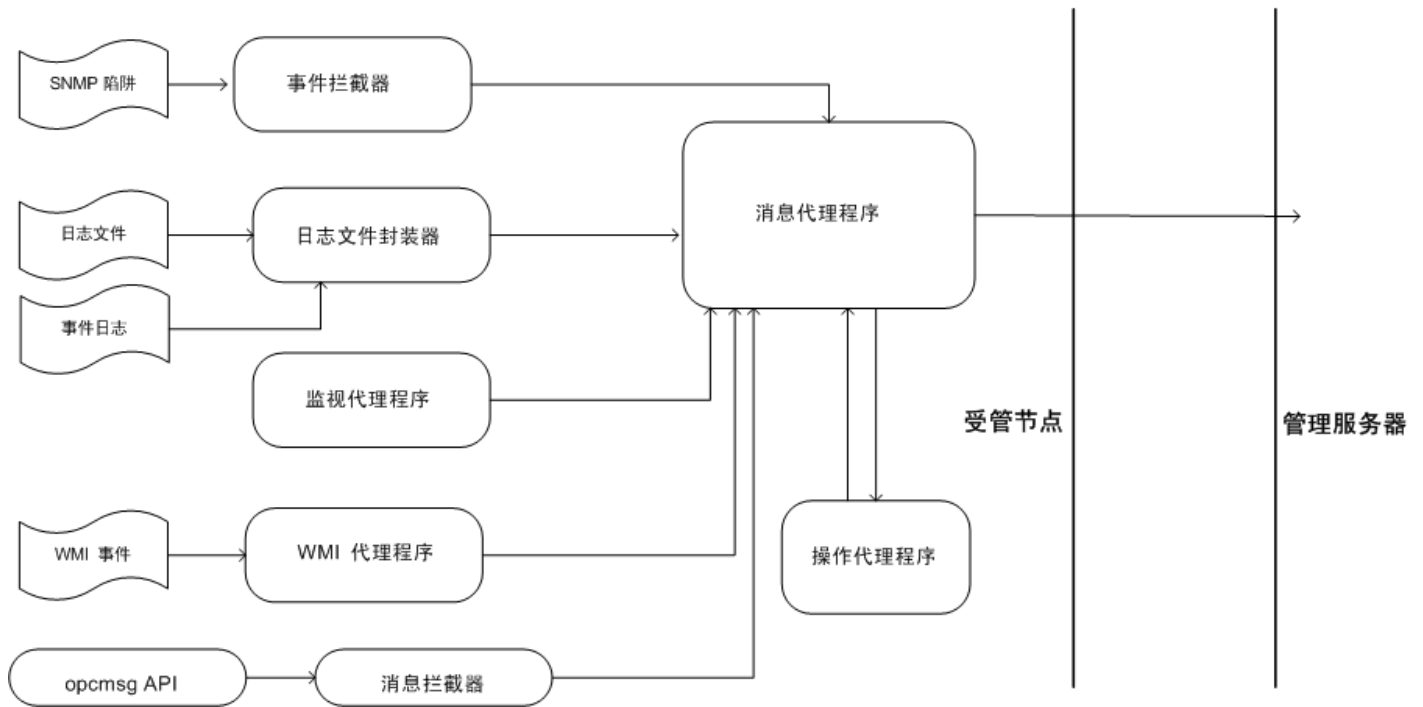 SNMP 陷阱
事件拦截器
消息代理程序
日志文件
日志文件封装器
事件日志
监视代理程序
受管节点
管理服务器
WMI 事件
WMI 代理程序
操作代理程序
opcmsg API
消息拦截器